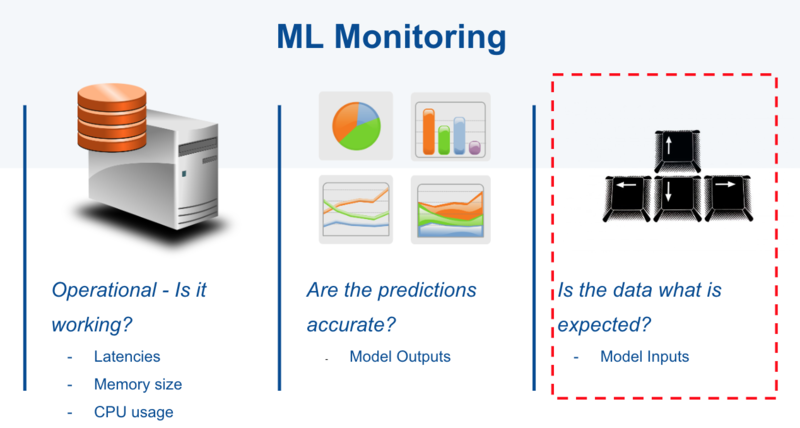 ML Monitoring
Operational - Is it
working?
- Latencies
- Memory size
- CPU usage
Are the predictions
accurate?
- Model Outputs
Is the data what is
expected?
- Model Inputs